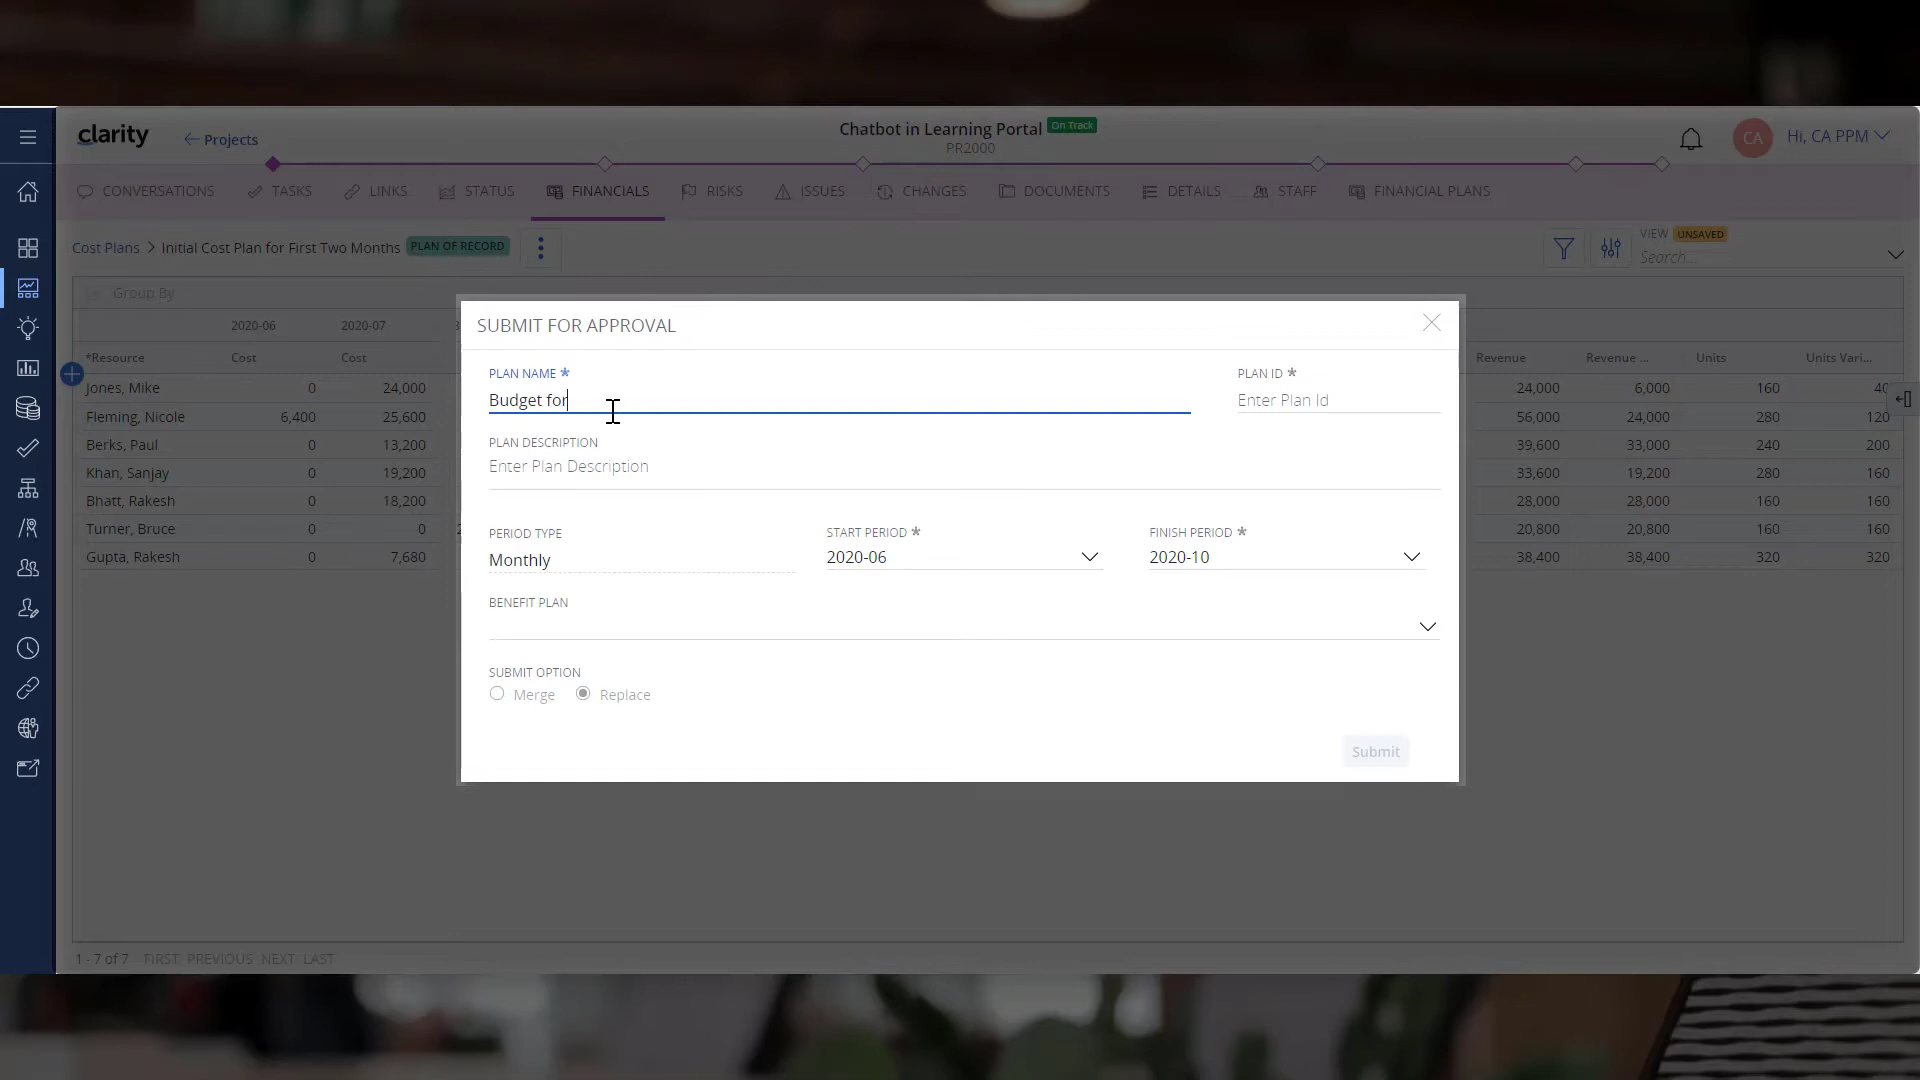 clarity
Projects
Chatbot in Learning Portal On Track
PR2000
CA
Hi, CA PPM
CONVERSATIONS TASKS LINKS STATUS FINANCIALS RISKS ISSUES CHANGES DOCUMENTS DETAILS STAFF FINANCIAL PLANS
Cost Plans > Initial Cost Plan for First Two Months PLAN OF RECORD
VIEW UNSAVED
Search...
Group By
2020-06 2020-07
*Resource Cost Cost Revenue Revenue ... Units Units Vari...
Jones, Mike 0 24,000 24,000 6,000 160 40
Fleming, Nicole 6,400 25,600 56,000 24,000 280 120
Berks, Paul 0 13,200 39,600 33,000 240 200
Khan, Sanjay 0 19,200 33,600 19,200 280 160
Bhatt, Rakesh 0 18,200 28,000 28,000 160 160
Turner, Bruce 0 0 20,800 20,800 160 160
Gupta, Rakesh 0 7,680 38,400 38,400 320 320
SUBMIT FOR APPROVAL
PLAN NAME * PLAN ID *
Budget for Enter Plan Id
PLAN DESCRIPTION
Enter Plan Description
PERIOD TYPE START PERIOD * FINISH PERIOD *
Monthly 2020-06 2020-10
BENEFIT PLAN
SUBMIT OPTION
Merge Replace
Submit
1 - 7 of 7 FIRST PREVIOUS NEXT LAST